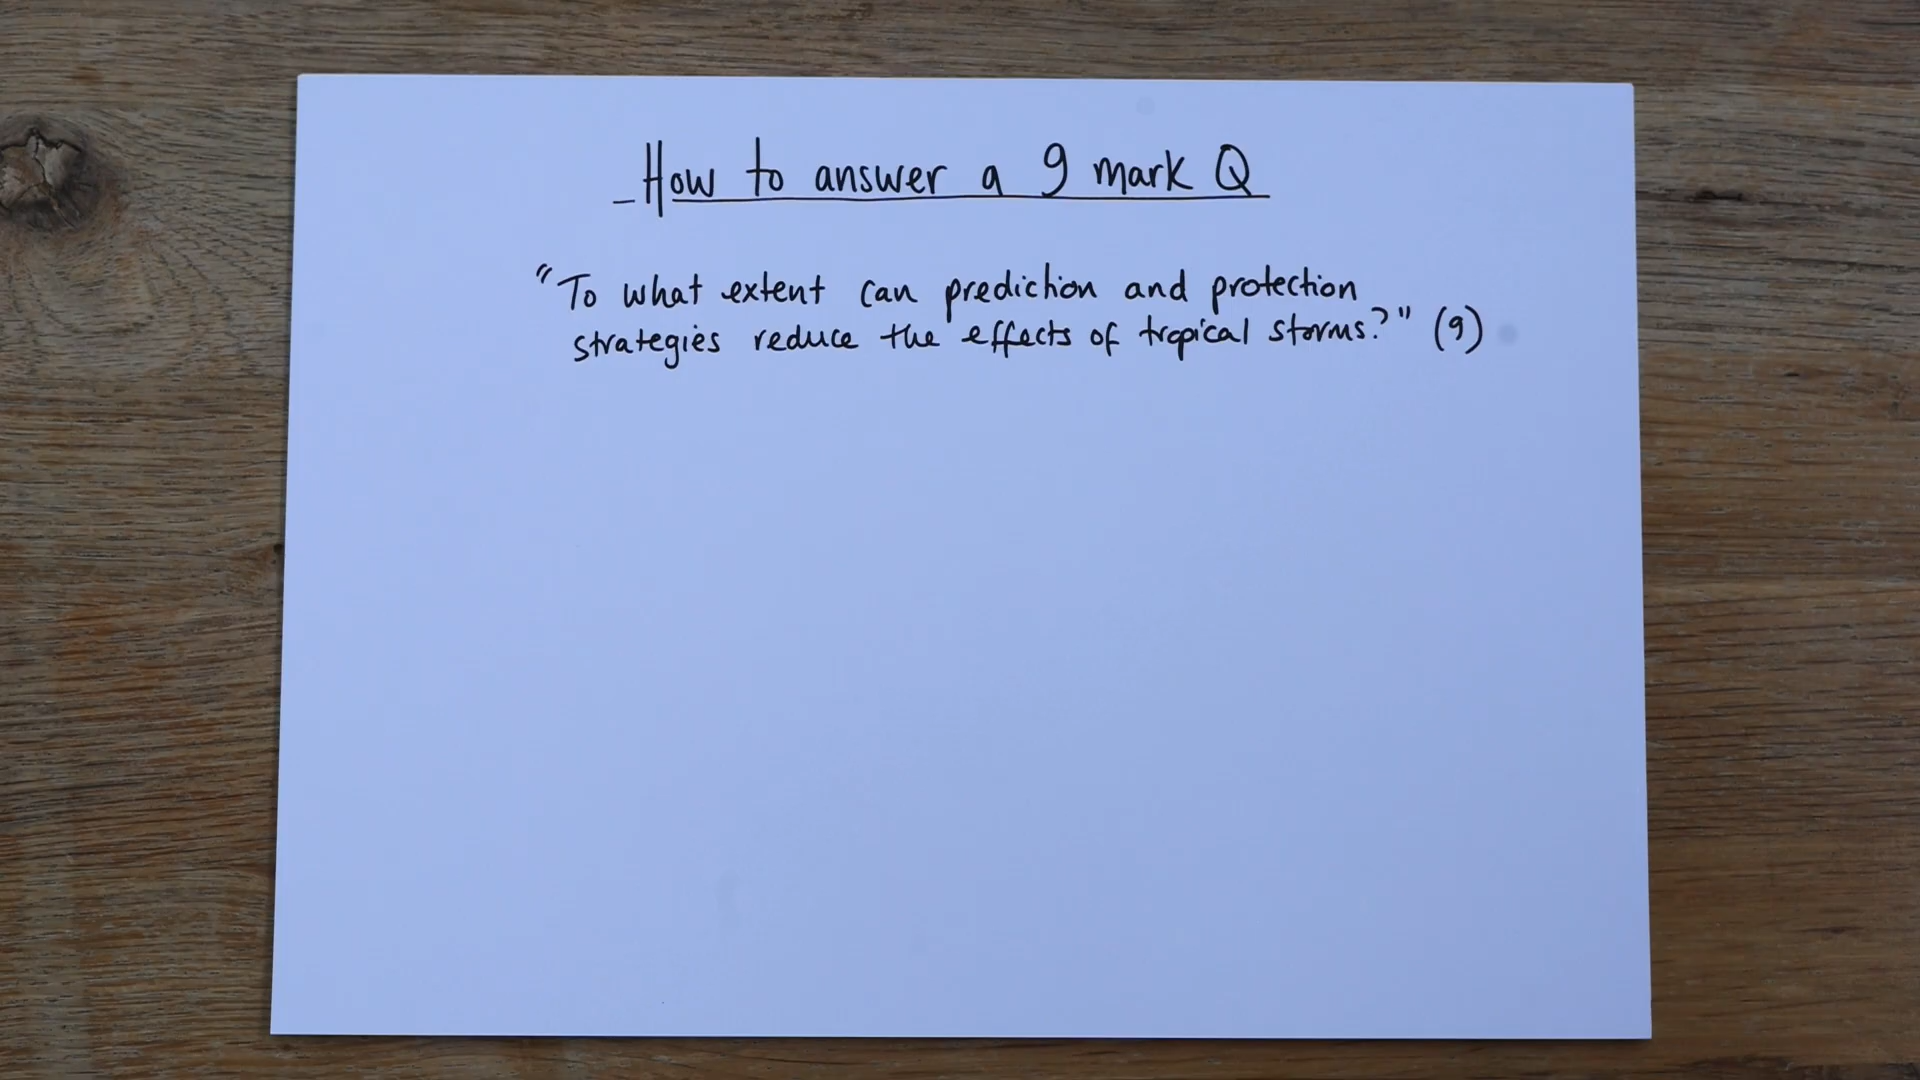 How to answer a 9 mark Q
"To what extent can prediction and protection
strategies reduce the effects of tropical storms?" (9)